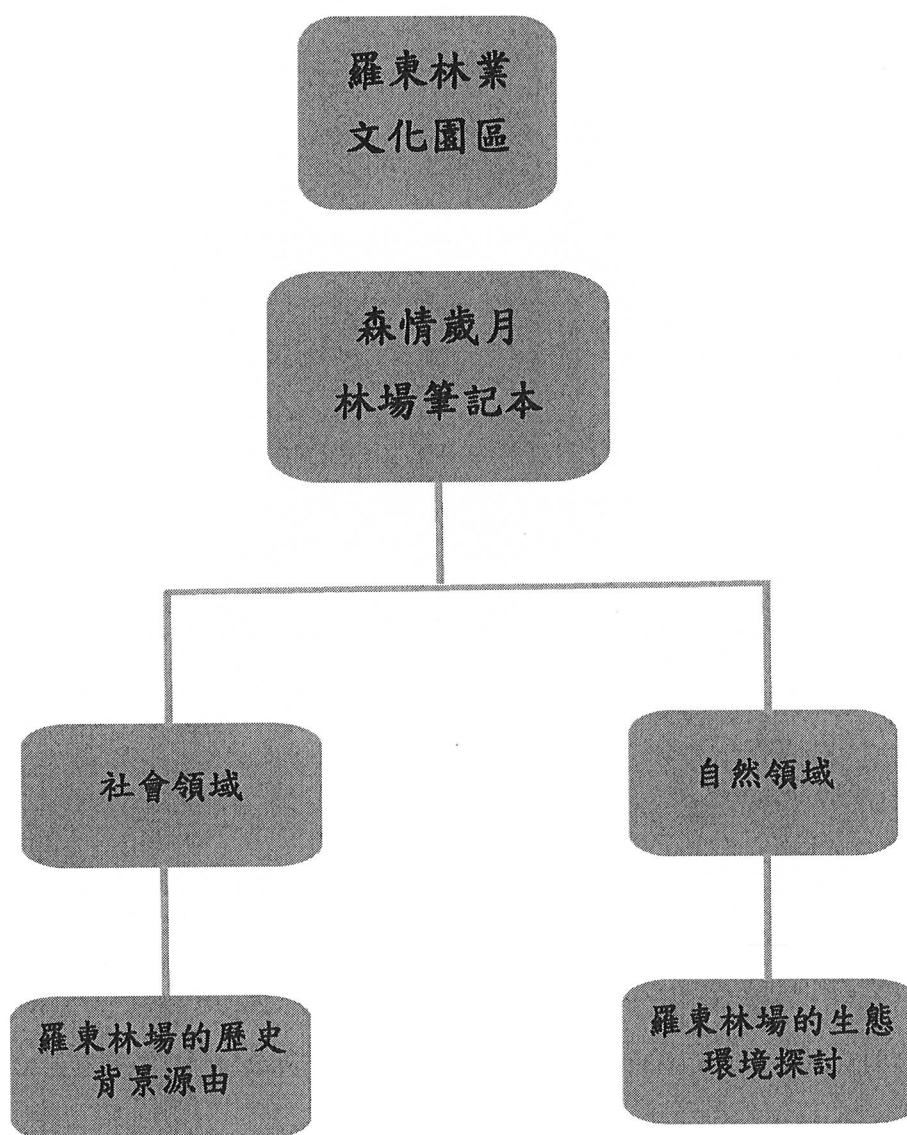 羅東林業
文化園區
森情歲月
林場筆記本
社會領域
自然領域
羅東林場的歷史
背景源由
羅東林場的生態
環境探討